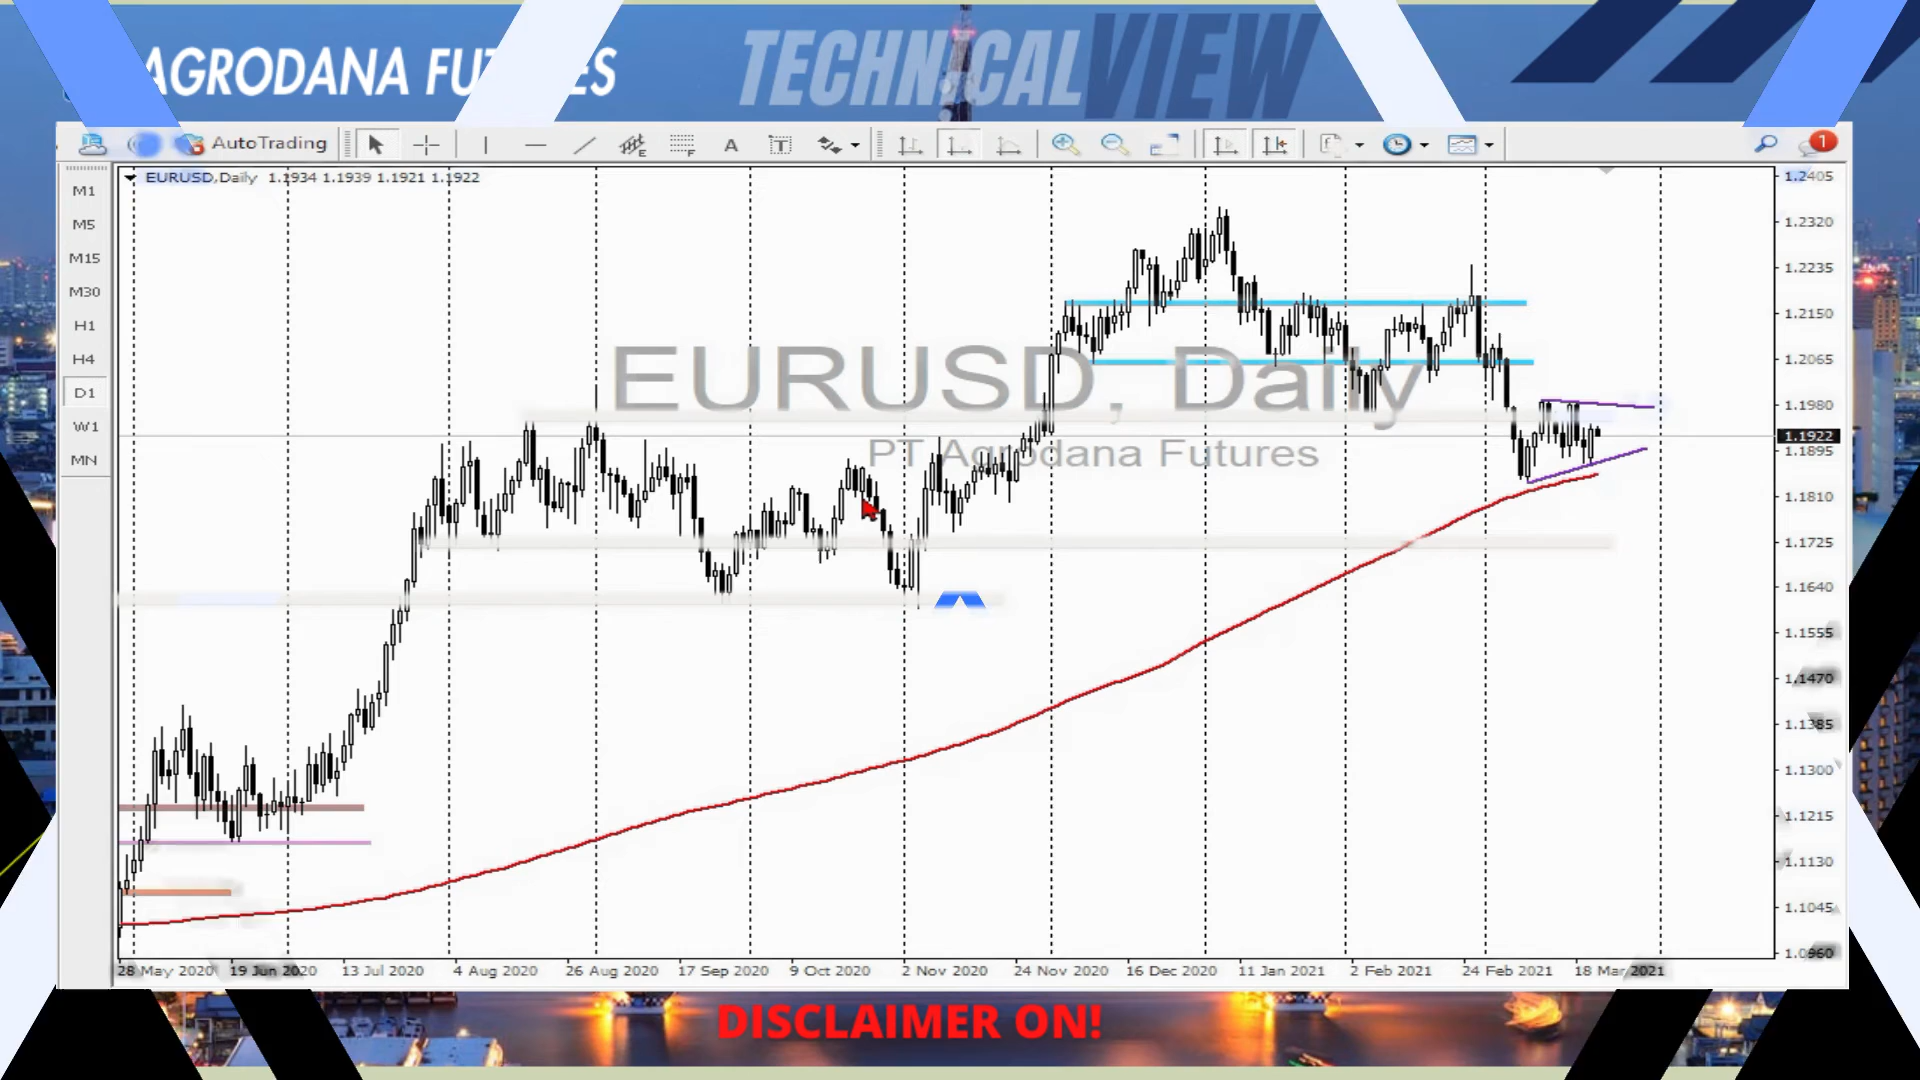 AGRODANA FUTURES
TECHNICALVIEW
AutoTrading
E
F
A
T
1
M1
M5
M15
M30
H1
H4
D1
W1
MN
EURUSD,Daily 1.1934 1.1939 1.1921 1.1922
EURUSD, Daily
PT Agrodana Futures
1.2405
1.2320
1.2235
1.2150
1.2065
1.1980
1.1922
1.1895
1.1810
1.1725
1.1640
1.1555
1.1470
1.1385
1.1300
1.1215
1.1130
1.1045
1.0960
28 May 2020 19 Jun 2020 13 Jul 2020 4 Aug 2020 26 Aug 2020 17 Sep 2020 9 Oct 2020 2 Nov 2020 24 Nov 2020 16 Dec 2020 11 Jan 2021 2 Feb 2021 24 Feb 2021 18 Mar 2021
DISCLAIMER ON!